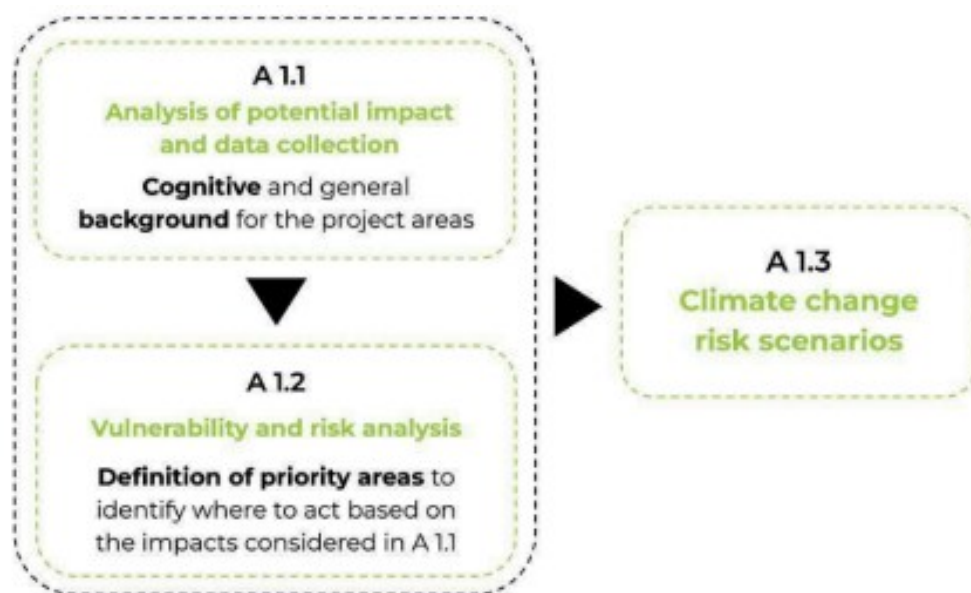 A 1.1
Analysis of potential impact
and data collection
Cognitive and general
background for the project areas
A 1.2
Vulnerability and risk analysis
Definition of priority areas to
identify where to act based on
the impacts considered in A 1.1
A 1.3
Climate change
risk scenarios